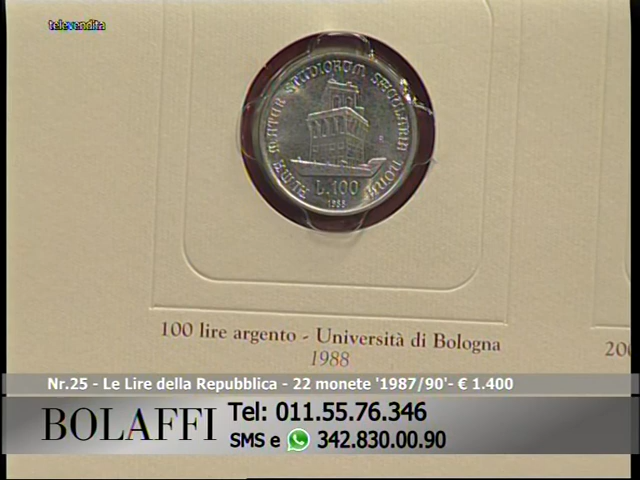 televendita
ALMA MATER STUDIORUM SÆCULARIA NONA
L.100
1988
100 lire argento - Università di Bologna
1988
200
Nr.25 - Le Lire della Repubblica - 22 monete '1987/90'- € 1.400
BOLAFFI
Tel: 011.55.76.346
SMS e 342.830.00.90